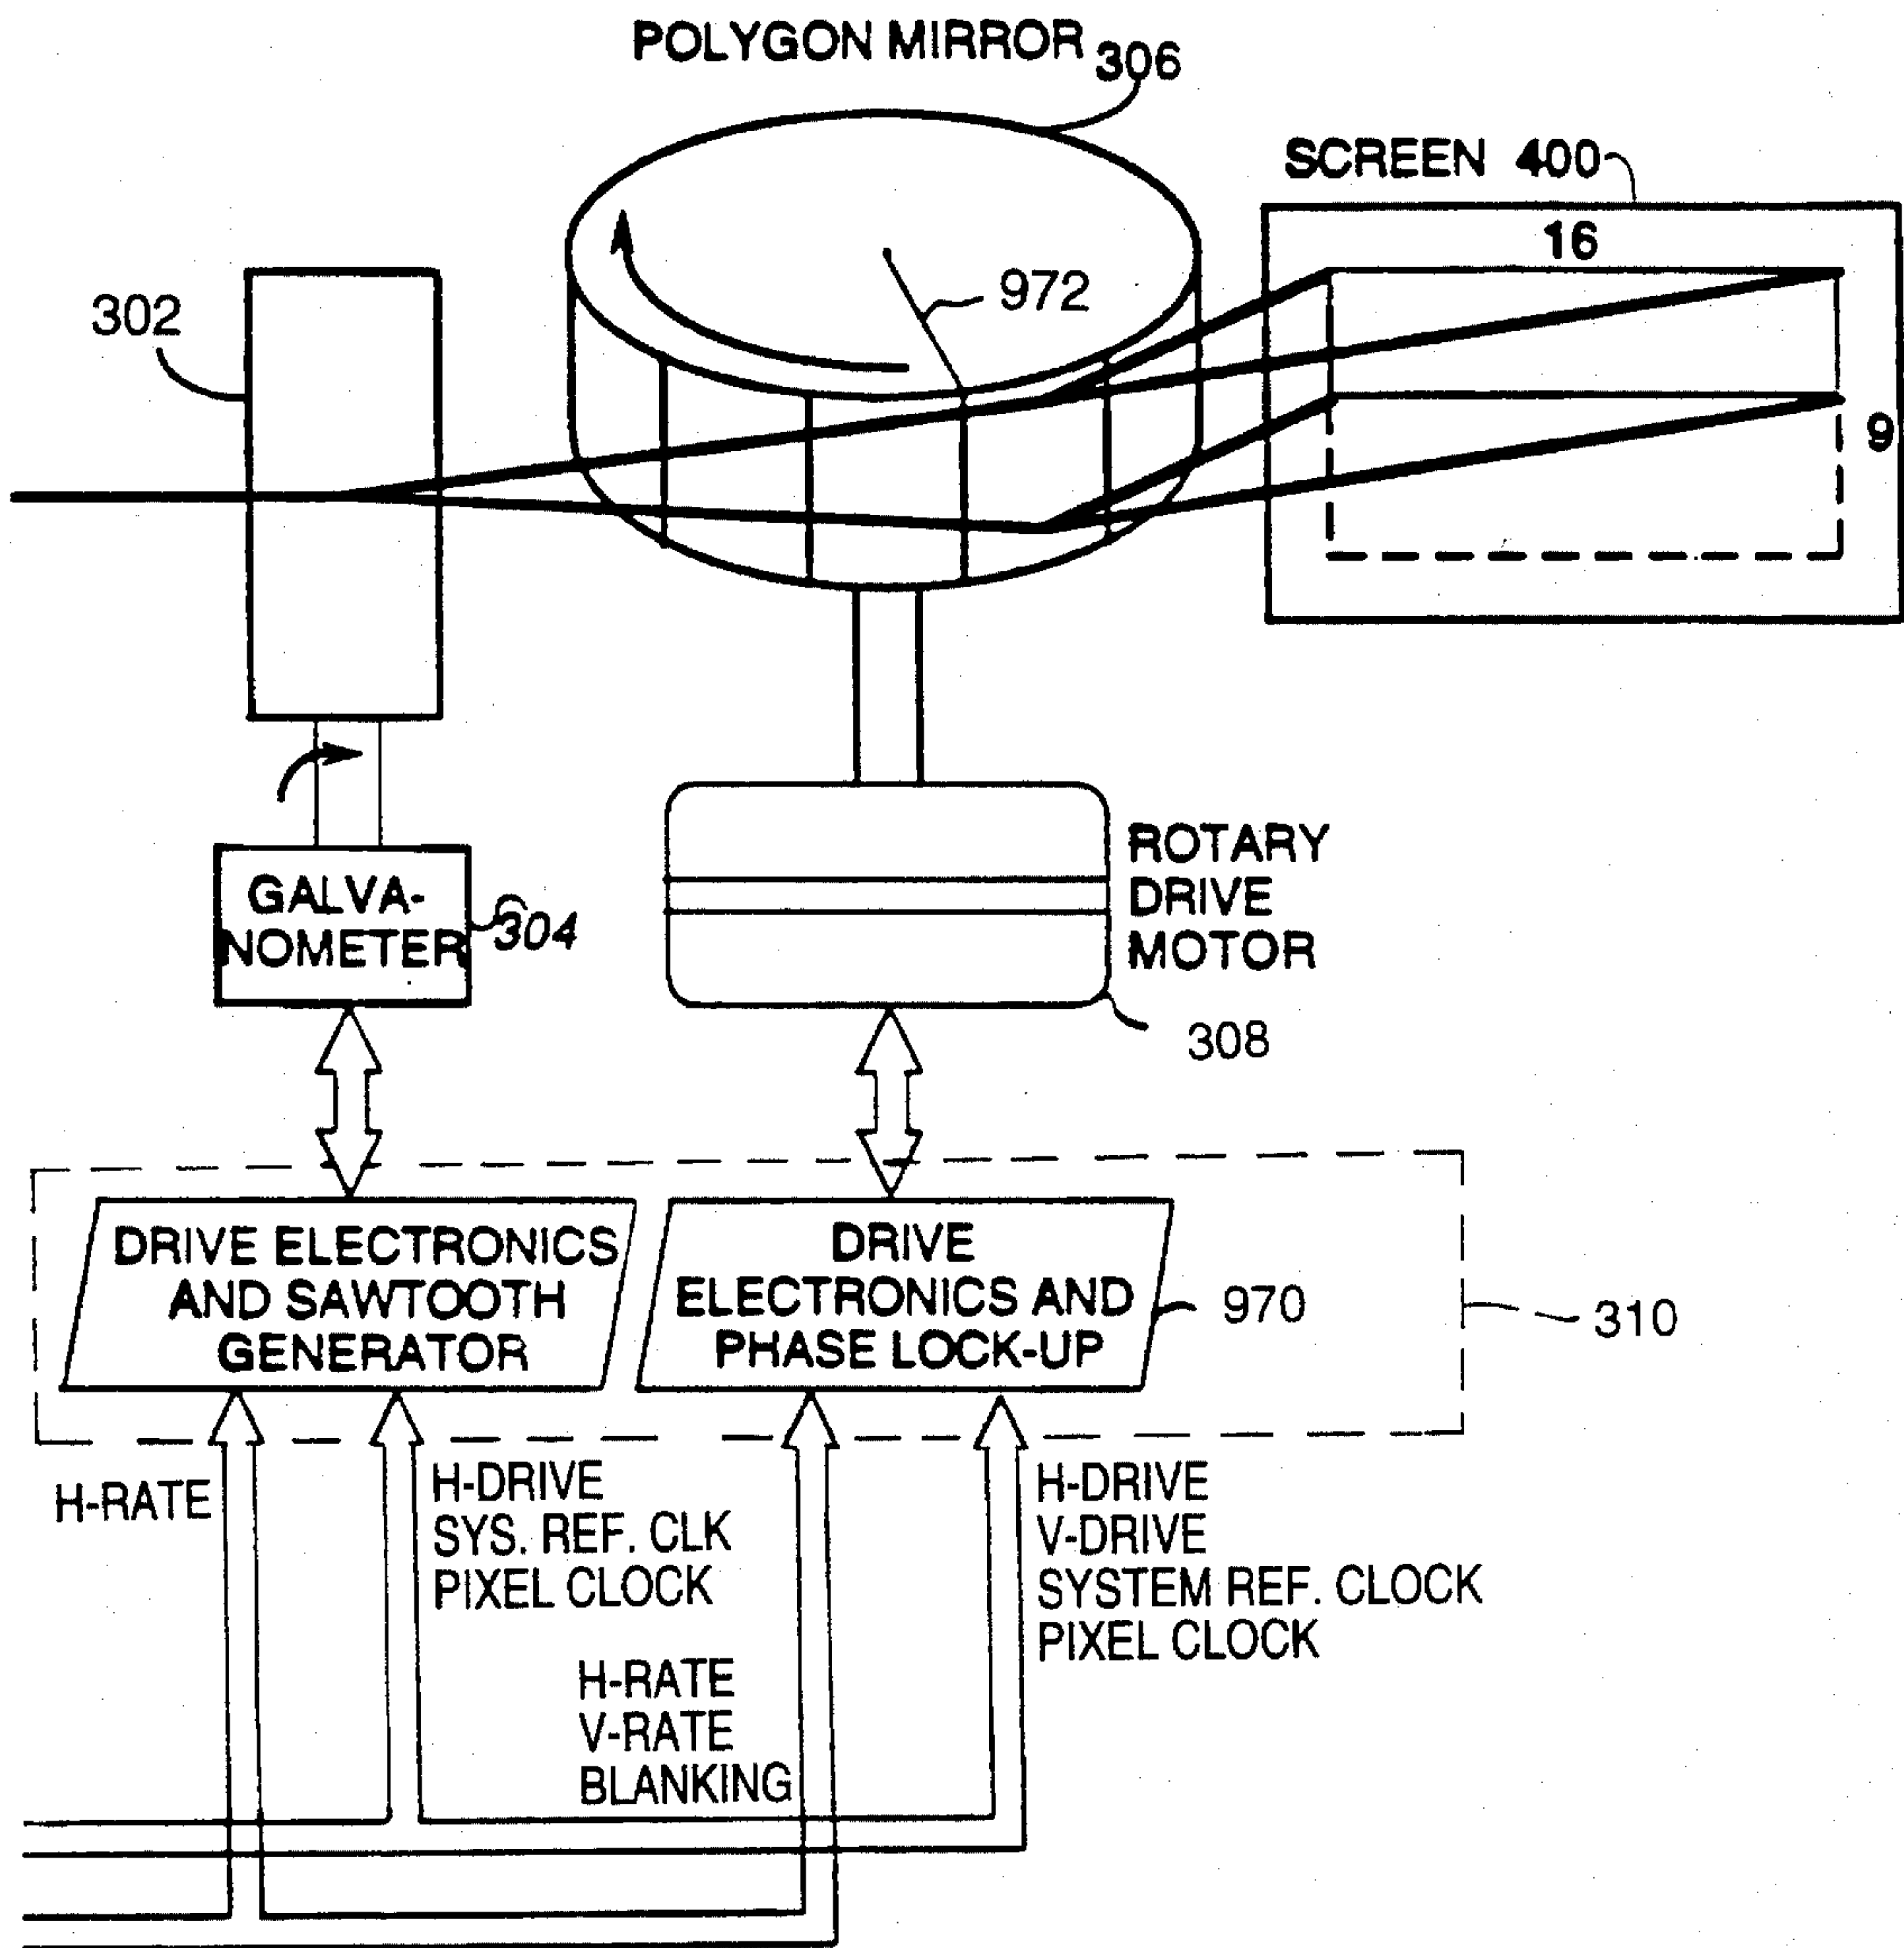 POLYGON MIRROR 306
SCREEN 400
16
302
972
9
GALVA-
NOMETER
304
ROTARY
DRIVE
MOTOR
308
DRIVE ELECTRONICS
AND SAWTOOTH
GENERATOR
DRIVE
ELECTRONICS AND
PHASE LOCK-UP
970
310
H-RATE
H-DRIVE
SYS. REF. CLK
PIXEL CLOCK
H-RATE
V-RATE
BLANKING
H-DRIVE
V-DRIVE
SYSTEM REF. CLOCK
PIXEL CLOCK